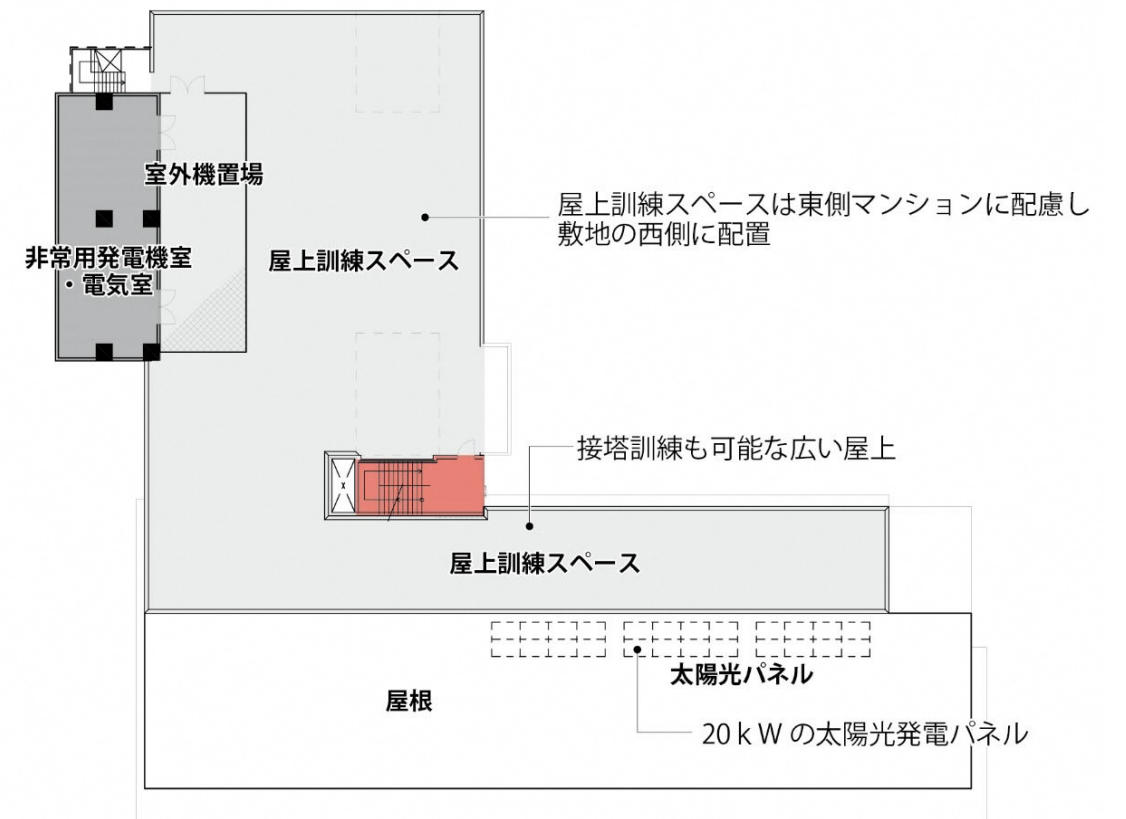 室外機置場
屋上訓練スペースは東側マンションに配慮し
敷地の西側に配置
非常用発電機室
・電気室
屋上訓練スペース
接塔訓練も可能な広い屋上
x
屋上訓練スペース
太陽光パネル
屋根
20ｋWの太陽光発電パネル